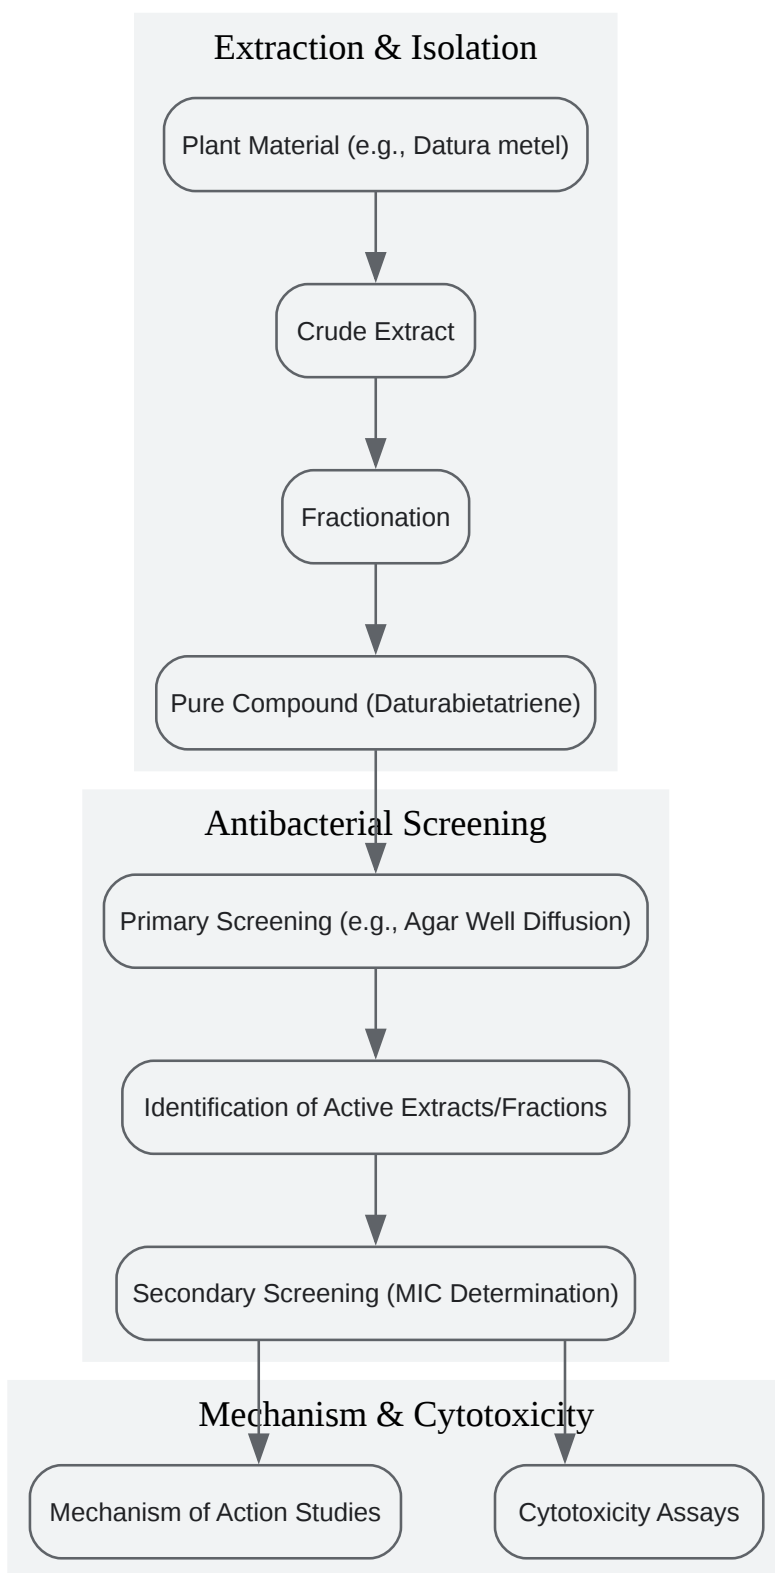 Extraction & Isolation
Plant Material (e.g., Datura metel)
Crude Extract
Fractionation
Pure Compound (Daturabietatriene)
Antibacterial Screening
Primary Screening (e.g., Agar Well Diffusion)
Identification of Active Extracts/Fractions
Secondary Screening (MIC Determination)
Mechanism & Cytotoxicity
Mechanism of Action Studies
Cytotoxicity Assays